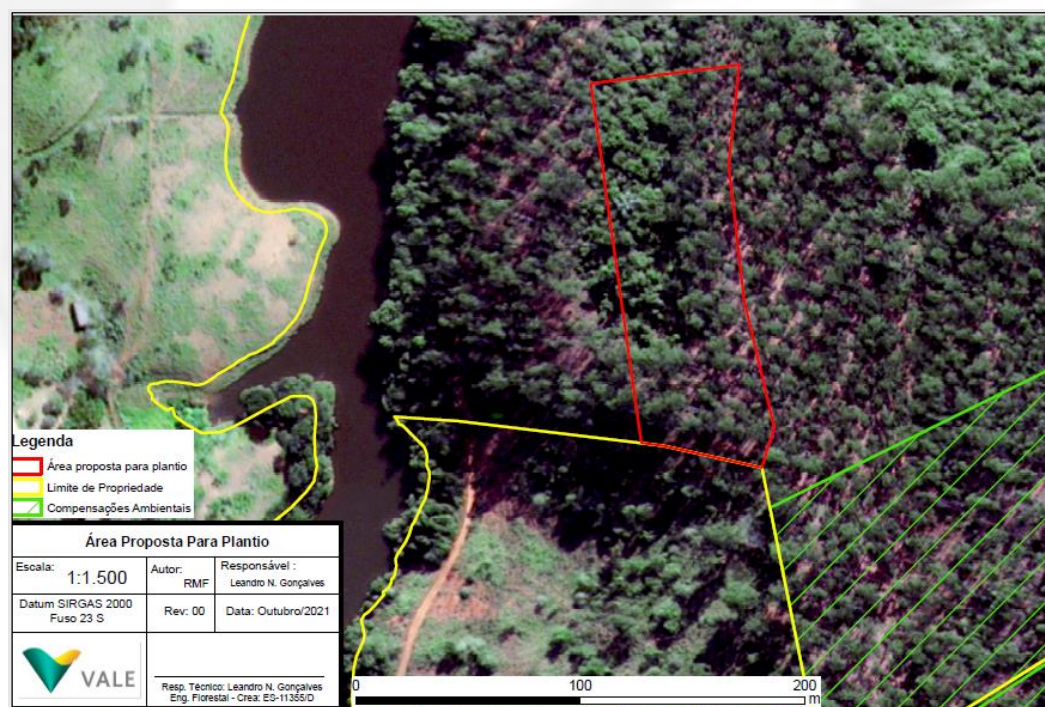 Legenda
Área proposta para plantio
Limite de Propriedade
Compensações Ambientais
Área Proposta Para Plantio
Escala: 1:1.500
Autor: RMF
Responsável :
Leandro N. Gonçalves
Datum SIRGAS 2000
Fuso 23 S
Rev: 00
Data: Outubro/2021
VALE
Resp. Técnico: Leandro N. Gonçalves
Eng. Florestal - Crea: ES-11355/D
0 100 200
m